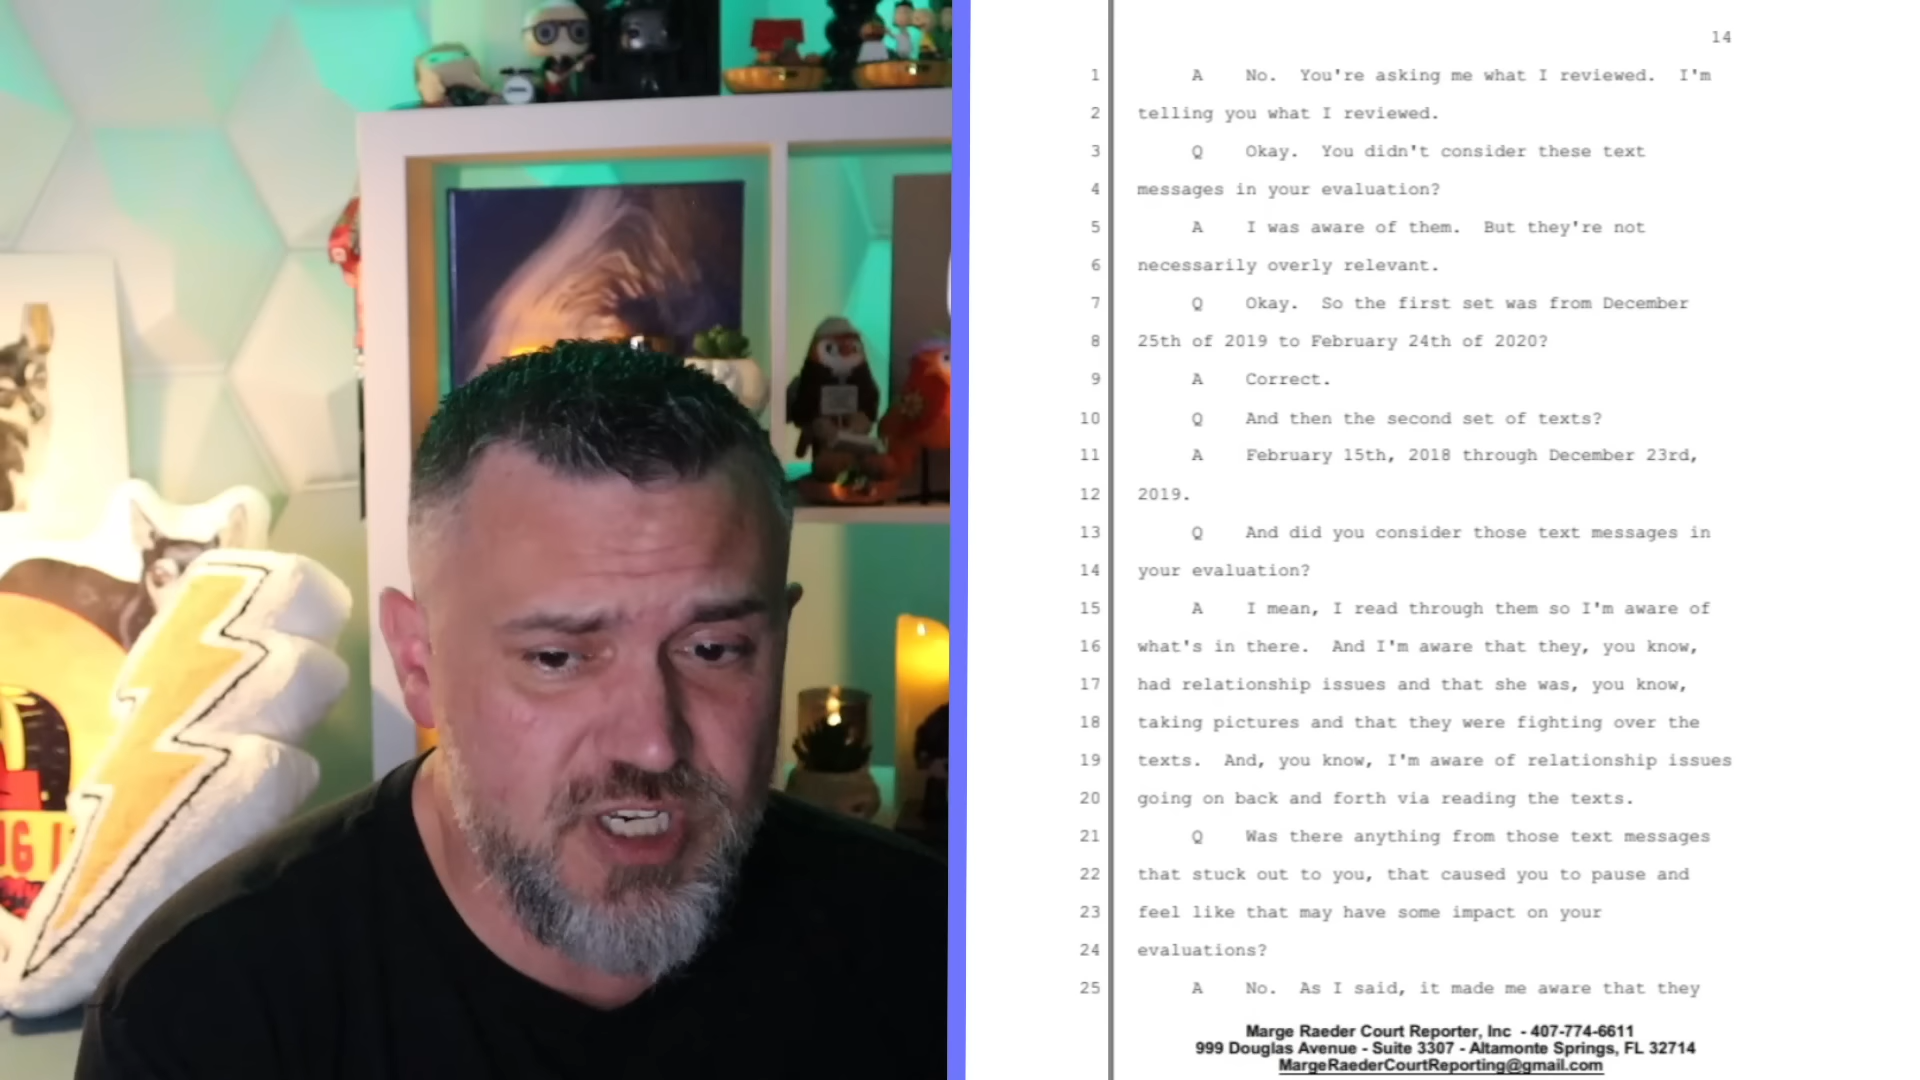 14
1 A No. You're asking me what I reviewed. I'm
2 telling you what I reviewed.
3 Q Okay. You didn't consider these text
4 messages in your evaluation?
5 A I was aware of them. But they're not
6 necessarily overly relevant.
7 Q Okay. So the first set was from December
8 25th of 2019 to February 24th of 2020?
9 A Correct.
10 Q And then the second set of texts?
11 A February 15th, 2018 through December 23rd,
12 2019.
13 Q And did you consider those text messages in
14 your evaluation?
15 A I mean, I read through them so I'm aware of
16 what's in there. And I'm aware that they, you know,
17 had relationship issues and that she was, you know,
18 taking pictures and that they were fighting over the
19 texts. And, you know, I'm aware of relationship issues
20 going on back and forth via reading the texts.
21 Q Was there anything from those text messages
22 that stuck out to you, that caused you to pause and
23 feel like that may have some impact on your
24 evaluations?
25 A No. As I said, it made me aware that they
Marge Raeder Court Reporter, Inc - 407-774-6611
999 Douglas Avenue - Suite 3307 - Altamonte Springs, FL 32714
MargeRaederCourtReporting@gmail.com